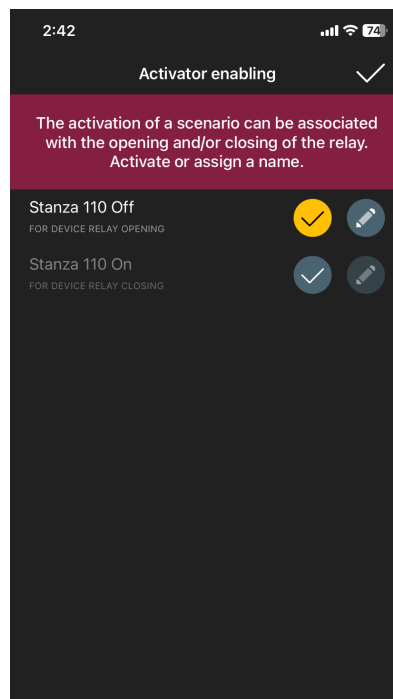 2:42
74
Activator enabling
The activation of a scenario can be associated
with the opening and/or closing of the relay.
Activate or assign a name.
Stanza 110 Off
FOR DEVICE RELAY OPENING
Stanza 110 On
FOR DEVICE RELAY CLOSING